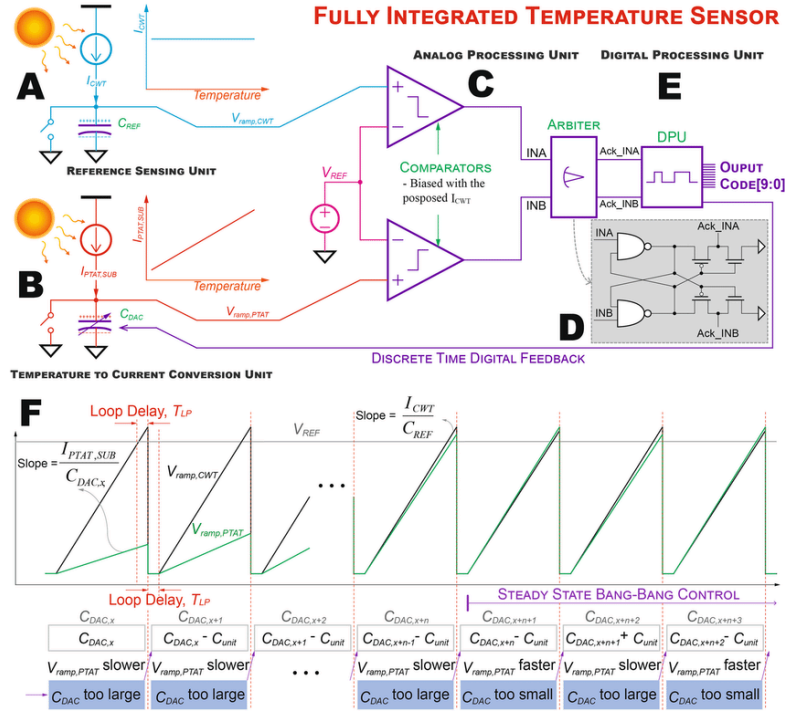 FULLY INTEGRATED TEMPERATURE SENSOR
A
I_CWT
I_CWT
Temperature
C_REF
V_ramp,CWT
REFERENCE SENSING UNIT
B
I_PTAT,SUB
I_PTAT,SUB
Temperature
C_DAC
V_ramp,PTAT
TEMPERATURE TO CURRENT CONVERSION UNIT
ANALOG PROCESSING UNIT
C
V_REF
COMPARATORS
- Biased with the
posposed I_CWT
DIGITAL PROCESSING UNIT
E
ARBITER
INA
INB
Ack_INA
Ack_INB
DPU
OUPUT
CODE[9:0]
D
INA
INB
Ack_INA
Ack_INB
DISCRETE TIME DIGITAL FEEDBACK
F
Loop Delay, T_LP
Slope = I_PTAT,SUB / C_DAC,x
V_ramp,CWT
V_ramp,PTAT
V_REF
Slope = I_CWT / C_REF
• • •
Loop Delay, T_LP
STEADY STATE BANG-BANG CONTROL
C_DAC,x C_DAC,x+1 C_DAC,x+2 C_DAC,x+n C_DAC,x+n+1 C_DAC,x+n+2 C_DAC,x+n+3
C_DAC,x C_DAC,x - C_unit C_DAC,x+1 - C_unit C_DAC,x+n-1 - C_unit C_DAC,x+n - C_unit C_DAC,x+n+1 + C_unit C_DAC,x+n+2 - C_unit
V_ramp,PTAT slower V_ramp,PTAT slower • • • V_ramp,PTAT slower V_ramp,PTAT faster V_ramp,PTAT slower V_ramp,PTAT faster
C_DAC too large C_DAC too large C_DAC too large C_DAC too small C_DAC too large C_DAC too small